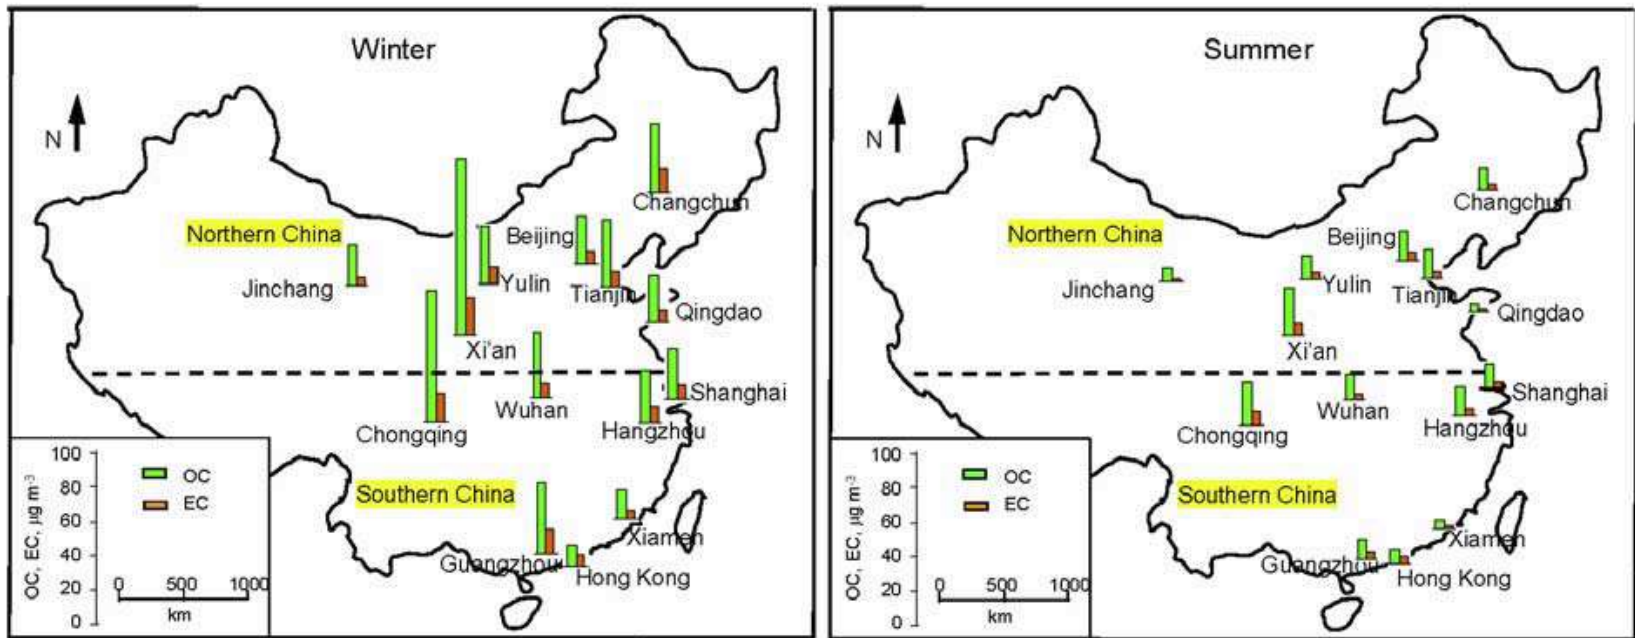 Winter
N
Changchun
Northern China
Beijing
Jinchang
Yulin
Tianjin
Qingdao
Xi'an
Shanghai
Wuhan
Chongqing
Hangzhou
Southern China
Xiamen
Guangzhou
Hong Kong
OC, EC, µg m-3
100
80
60
40
20
0
OC
EC
0 500 1000
km
Summer
N
Changchun
Northern China
Beijing
Jinchang
Yulin
Tianjin
Qingdao
Xi'an
Shanghai
Wuhan
Chongqing
Hangzhou
Southern China
Xiamen
Guangzhou
Hong Kong
OC, EC, µg m-3
100
80
60
40
20
0
OC
EC
0 500 1000
km